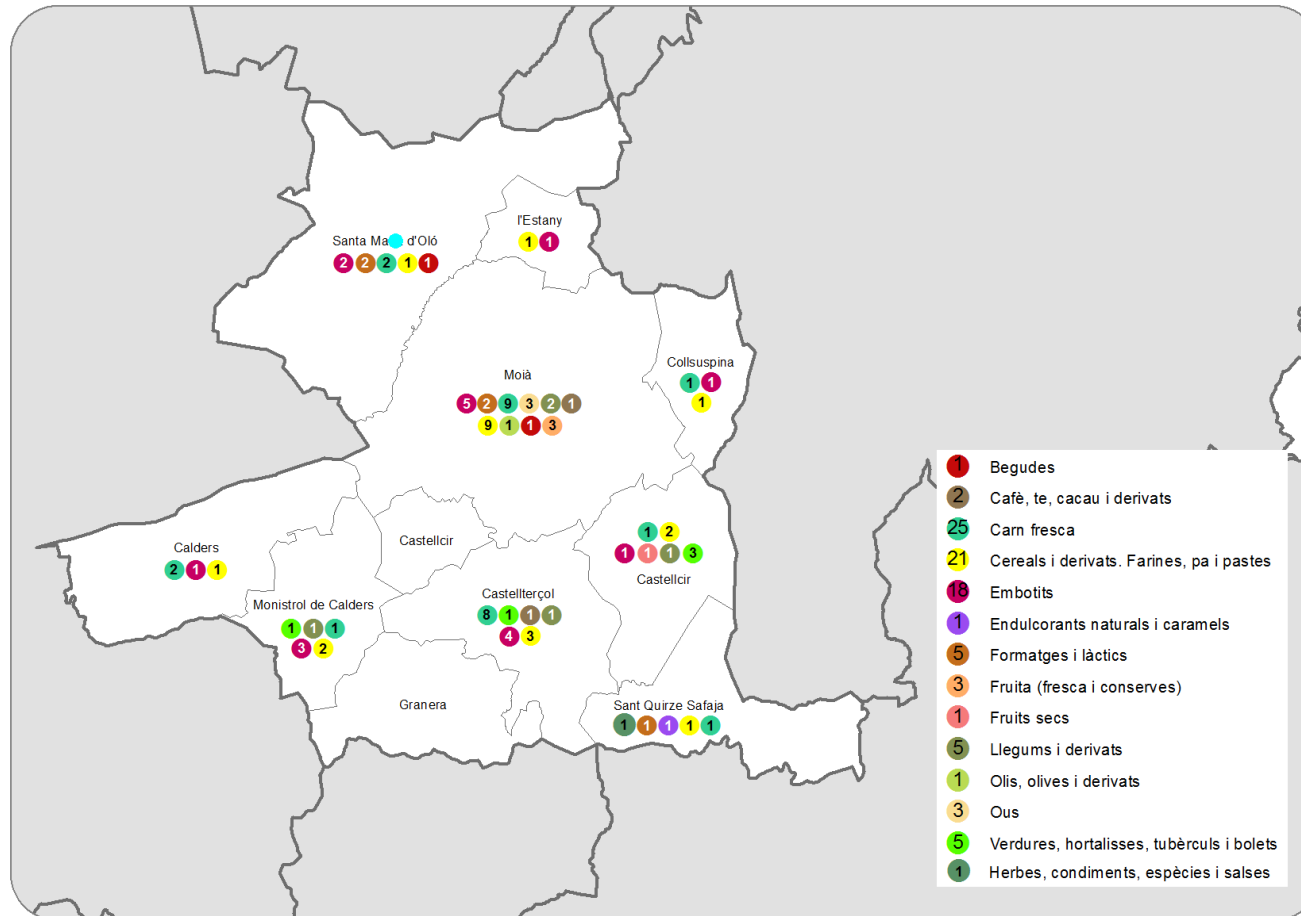 l'Estany
1 1
Santa Ma d'Oló
2 2 2 1 1
Collsuspina
1 1
1
Moià
5 2 9 3 2 1
9 1 1 3
Castellcir
1 2
1 1 1 3
Castellcir
Calders
2 1 1
Monistrol de Calders
1 1 1
3 2
Castellterçol
8 1 1 1
4 3
Granera
Sant Quirze Safaja
1 1 1 1 1
1 Begudes
2 Cafè, te, cacau i derivats
25 Carn fresca
21 Cereals i derivats. Farines, pa i pastes
18 Embotits
1 Endulcorants naturals i caramels
5 Formatges i làctics
3 Fruita (fresca i conserves)
1 Fruits secs
5 Llegums i derivats
1 Olis, olives i derivats
3 Ous
5 Verdures, hortalisses, tubèrculs i bolets
1 Herbes, condiments, espècies i salses